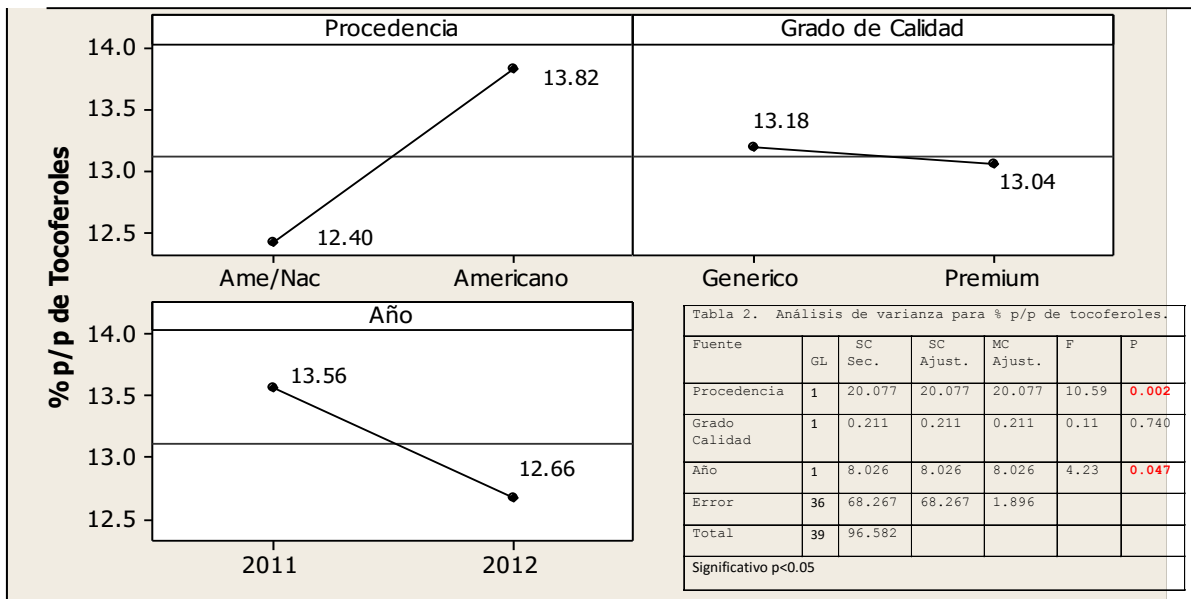 % p/p de Tocoferoles
Procedencia
14.0
13.5
13.0
12.5
13.82
12.40
Ame/Nac Americano
Grado de Calidad
13.18
13.04
Generico Premium
Año
14.0
13.5
13.0
12.5
13.56
12.66
2011 2012
Tabla 2. Análisis de varianza para % p/p de tocoferoles.
Fuente GL SC Sec. SC Ajust. MC Ajust. F P
Procedencia 1 20.077 20.077 20.077 10.59 0.002
Grado Calidad 1 0.211 0.211 0.211 0.11 0.740
Año 1 8.026 8.026 8.026 4.23 0.047
Error 36 68.267 68.267 1.896
Total 39 96.582
Significativo p<0.05